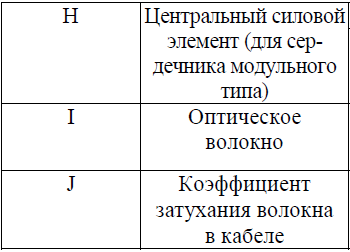 H Центральный силовой
элемент (для сер-
дечника модульного
типа)
I Оптическое
волокно
J Коэффициент
затухания волокна
в кабеле